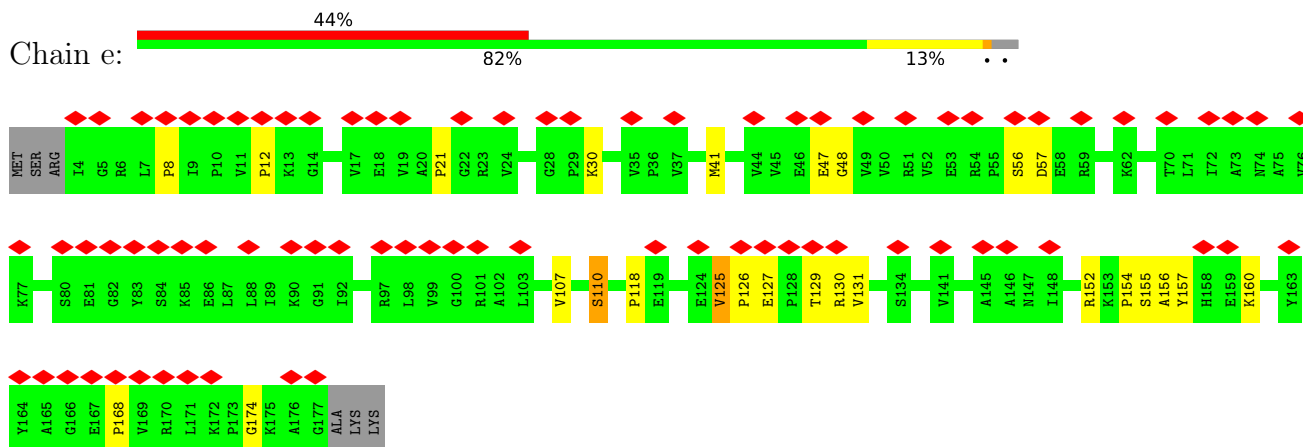 44%
Chain e:
82% 13% • •
MET SER ARG I4 G5 R6 L7 P8 I9 P10 V11 P12 K13 G14 V17 E18 V19 A20 P21 G22 R23 V24 G28 P29 K30 V35 P36 V37 M41 V44 V45 E46 E47 G48 V49 V50 R51 V52 E53 R54 P55 S56 D57 E58 R59 K62 T70 L71 I72 A73 N74 A75 V76
K77 S80 E81 G82 Y83 S84 K85 E86 L87 L88 I89 K90 G91 I92 R97 L98 V99 G100 R101 A102 L103 V107 S110 P118 E119 E124 V125 P126 E127 P128 T129 R130 V131 S134 V141 A145 A146 N147 I148 R152 K153 P154 S155 A156 Y157 H158 E159 K160 Y163
Y164 A165 G166 E167 P168 V169 R170 L171 K172 P173 G174 K175 A176 G177 ALA LYS LYS